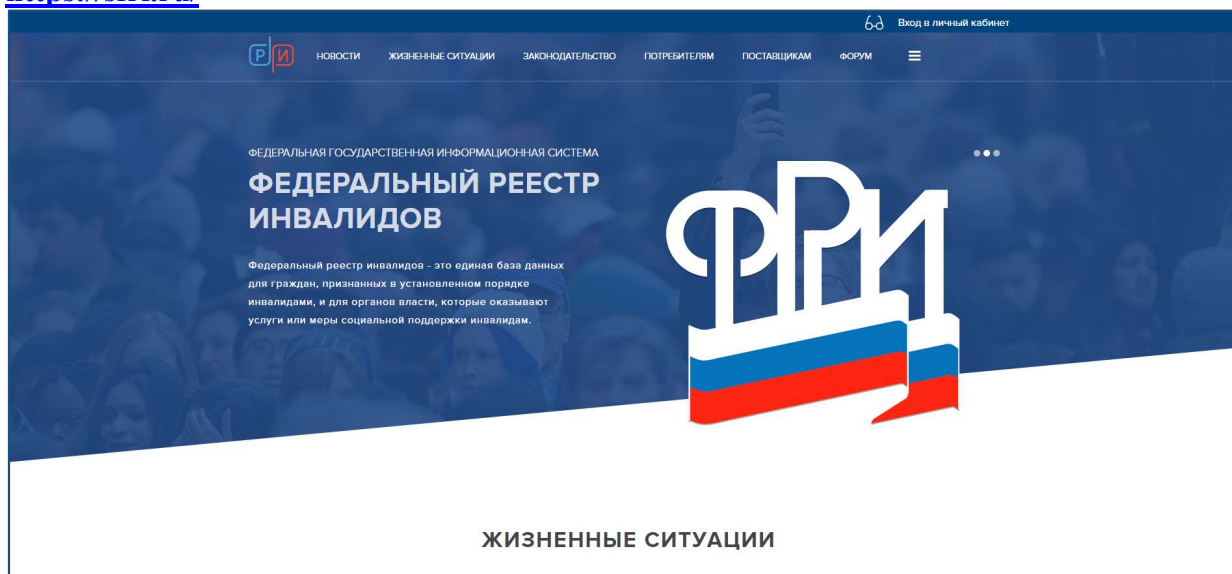 Вход в личный кабинет
РИ НОВОСТИ ЖИЗНЕННЫЕ СИТУАЦИИ ЗАКОНОДАТЕЛЬСТВО ПОТРЕБИТЕЛЯМ ПОСТАВЩИКАМ ФОРУМ
ФЕДЕРАЛЬНАЯ ГОСУДАРСТВЕННАЯ ИНФОРМАЦИОННАЯ СИСТЕМА
ФЕДЕРАЛЬНЫЙ РЕЕСТР
ИНВАЛИДОВ
Федеральный реестр инвалидов - это единая база данных
для граждан, признанных в установленном порядке
инвалидами, и для органов власти, которые оказывают
услуги или меры социальной поддержки инвалидам.
ФРИ
ЖИЗНЕННЫЕ СИТУАЦИИ